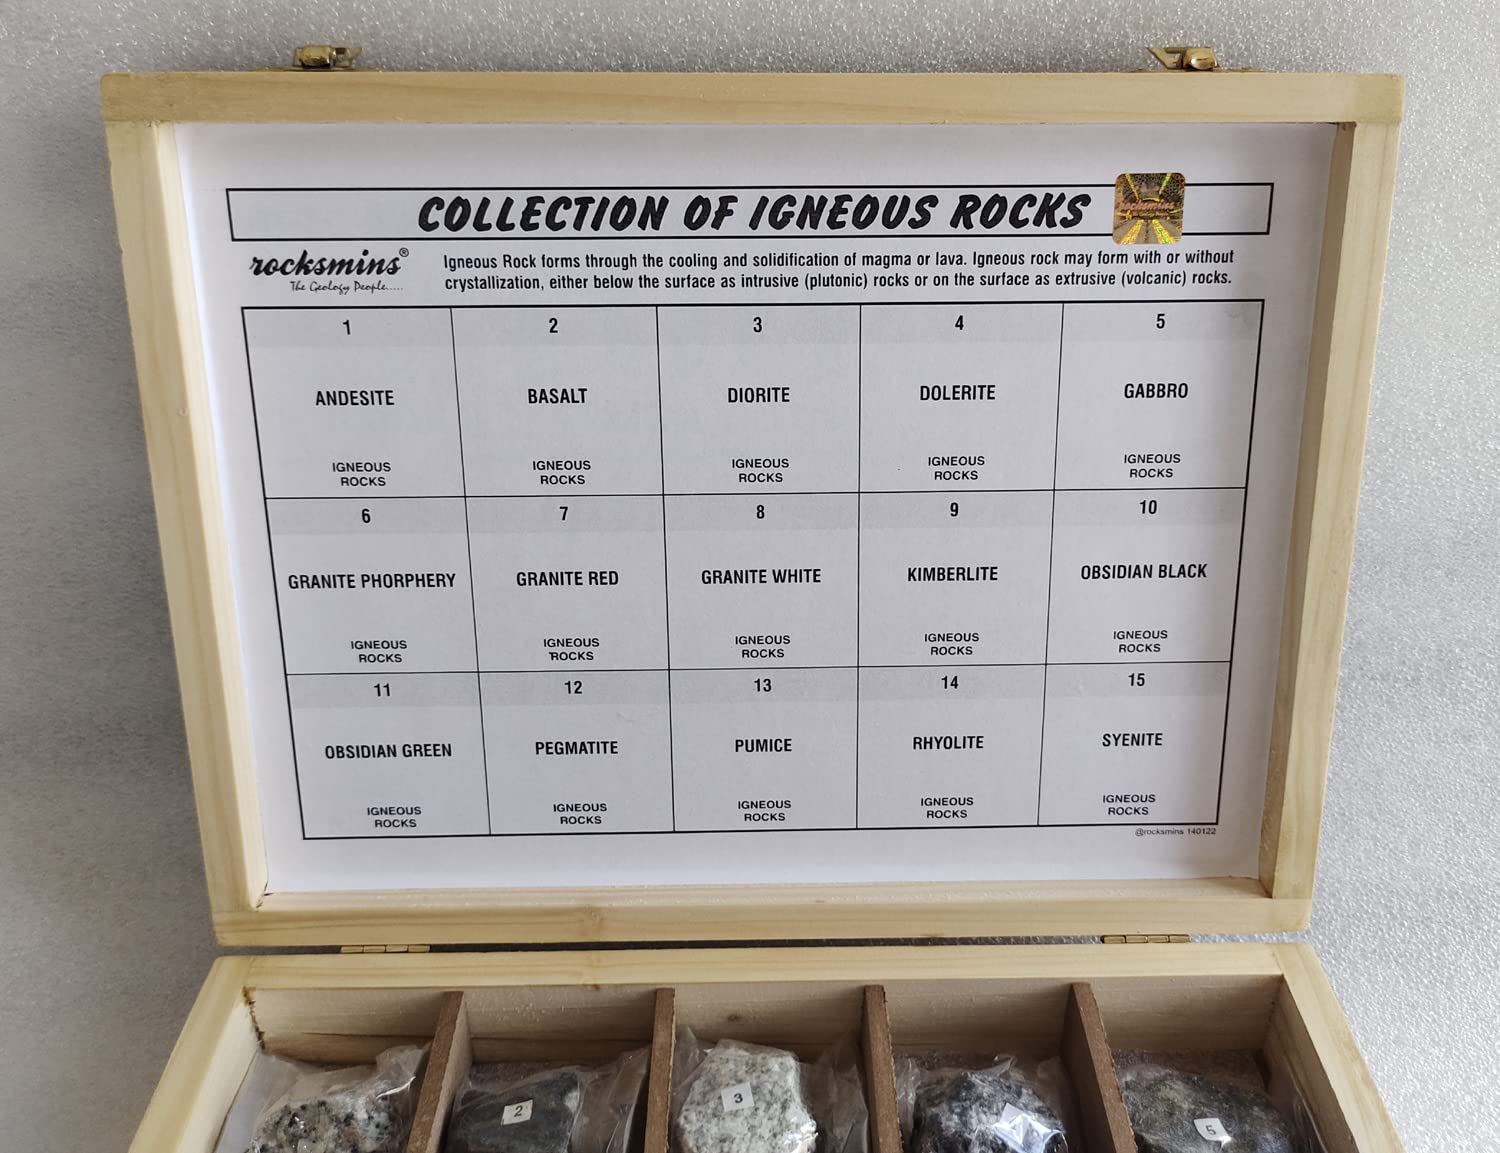 COLLECTION OF IGNEOUS ROCKS
rocksmins®
The Geology People.....
Igneous Rock forms through the cooling and solidification of magma or lava. Igneous rock may form with or without
crystallization, either below the surface as intrusive (plutonic) rocks or on the surface as extrusive (volcanic) rocks.
1
ANDESITE
IGNEOUS
ROCKS
2
BASALT
IGNEOUS
ROCKS
3
DIORITE
IGNEOUS
ROCKS
4
DOLERITE
IGNEOUS
ROCKS
5
GABBRO
IGNEOUS
ROCKS
6
GRANITE PHORPHERY
IGNEOUS
ROCKS
7
GRANITE RED
IGNEOUS
ROCKS
8
GRANITE WHITE
IGNEOUS
ROCKS
9
KIMBERLITE
IGNEOUS
ROCKS
10
OBSIDIAN BLACK
IGNEOUS
ROCKS
11
OBSIDIAN GREEN
IGNEOUS
ROCKS
12
PEGMATITE
IGNEOUS
ROCKS
13
PUMICE
IGNEOUS
ROCKS
14
RHYOLITE
IGNEOUS
ROCKS
15
SYENITE
IGNEOUS
ROCKS
@rocksmins 140122
2
3
5